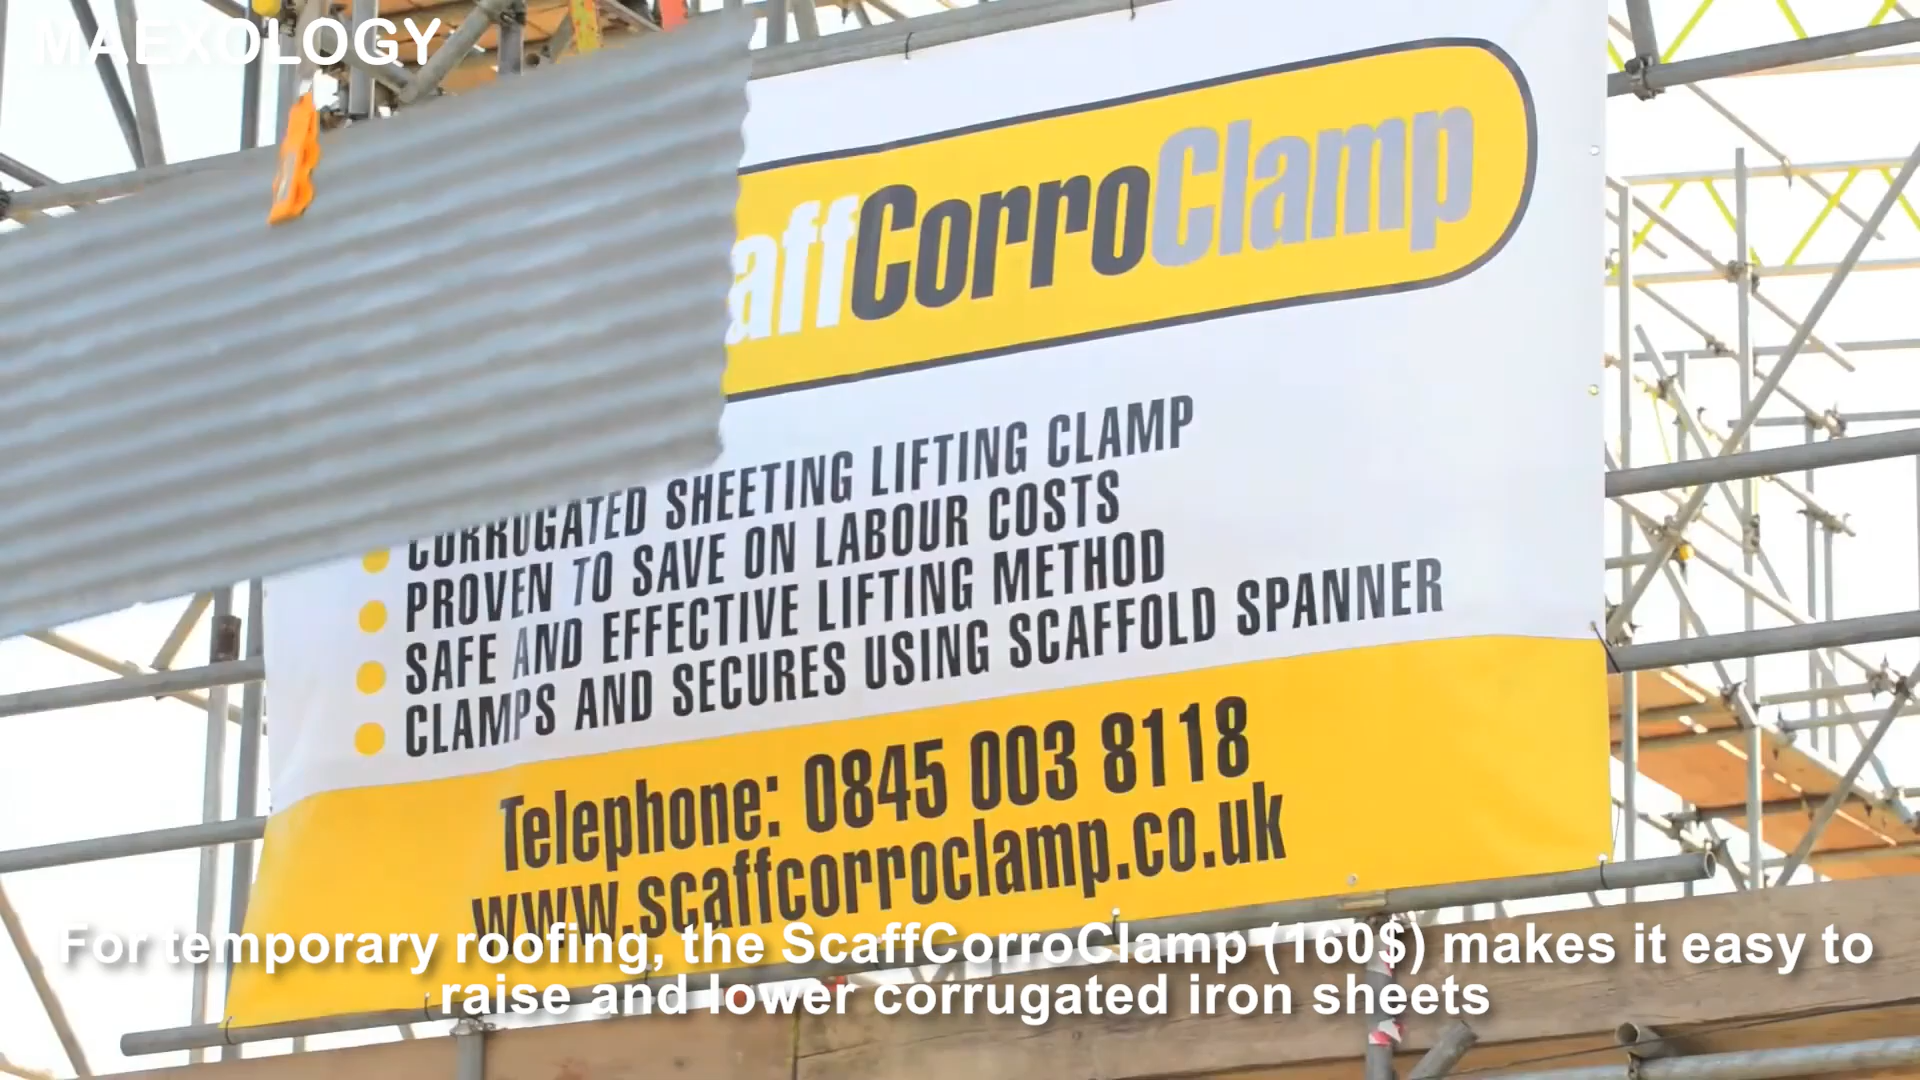 MAEXOLOGY
affCorroClamp
CORRUGATED SHEETING LIFTING CLAMP
PROVEN TO SAVE ON LABOUR COSTS
SAFE AND EFFECTIVE LIFTING METHOD
CLAMPS AND SECURES USING SCAFFOLD SPANNER
Telephone: 0845 003 8118
www.scaffcorroclamp.co.uk
For temporary roofing, the ScaffCorroClamp (160$) makes it easy to
raise and lower corrugated iron sheets